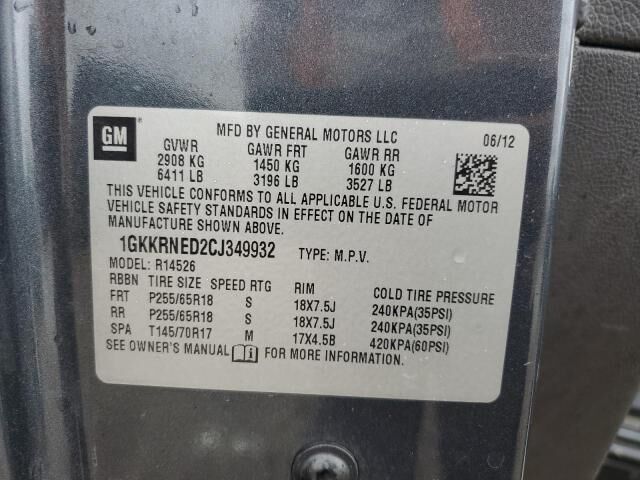 GM
MFD BY GENERAL MOTORS LLC 06/12
GVWR GAWR FRT GAWR RR
2908 KG 1450 KG 1600 KG
6411 LB 3196 LB 3527 LB
THIS VEHICLE CONFORMS TO ALL APPLICABLE U.S. FEDERAL MOTOR
VEHICLE SAFETY STANDARDS IN EFFECT ON THE DATE OF
MANUFACTURE SHOWN ABOVE.
1GKKRNED2CJ349932 TYPE: M.P.V.
MODEL: R14526
RBBN TIRE SIZE SPEED RTG RIM COLD TIRE PRESSURE
FRT P255/65R18 S 18X7.5J 240KPA(35PSI)
RR P255/65R18 S 18X7.5J 240KPA(35PSI)
SPA T145/70R17 M 17X4.5B 420KPA(60PSI)
SEE OWNER'S MANUAL FOR MORE INFORMATION.